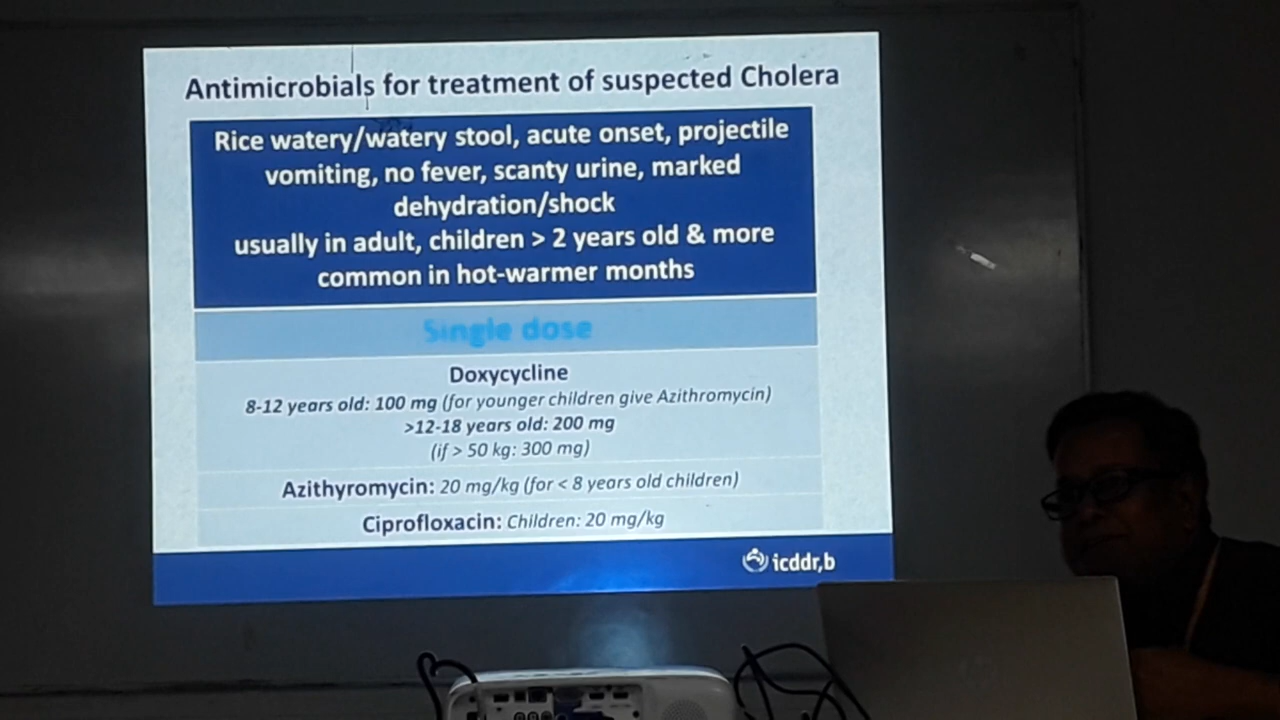 Antimicrobials for treatment of suspected Cholera
Rice watery/watery stool, acute onset, projectile
vomiting, no fever, scanty urine, marked
dehydration/shock
usually in adult, children > 2 years old & more
common in hot-warmer months
Single dose
Doxycycline
8-12 years old: 100 mg (for younger children give Azithromycin)
>12-18 years old: 200 mg
(if > 50 kg: 300 mg)
Azithyromycin: 20 mg/kg (for < 8 years old children)
Ciprofloxacin: Children: 20 mg/kg
icddr,b